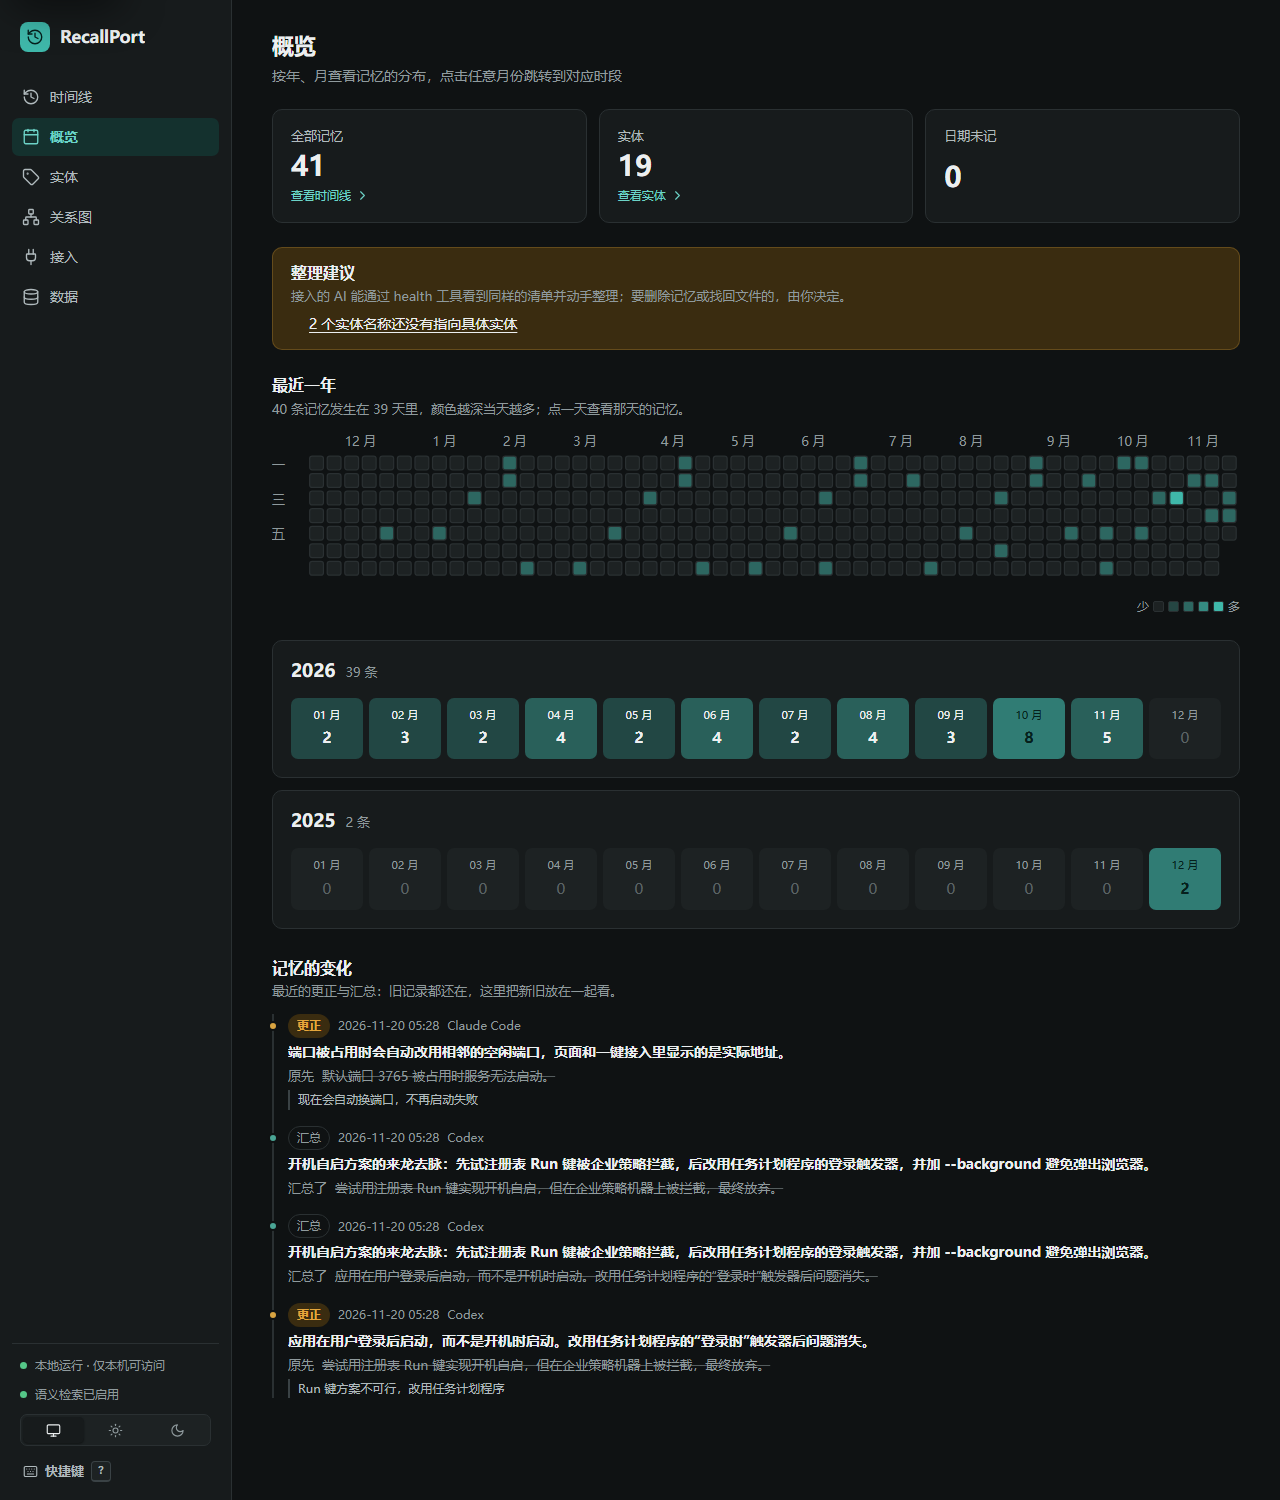 RecallPort
时间线
概览
实体
关系图
接入
数据
本地运行 · 仅本机可访问
语义检索已启用
快捷键 ?
概览
按年、月查看记忆的分布，点击任意月份跳转到对应时段
全部记忆
41
查看时间线
实体
19
查看实体
日期未记
0
整理建议
接入的 AI 能通过 health 工具看到同样的清单并动手整理；要删除记忆或找回文件的，由你决定。
2 个实体名称还没有指向具体实体
最近一年
40 条记忆发生在 39 天里，颜色越深当天越多；点一天查看那天的记忆。
12 月 1 月 2 月 3 月 4 月 5 月 6 月 7 月 8 月 9 月 10 月 11 月
一
三
五
少 多
2026 39 条
01 月 02 月 03 月 04 月 05 月 06 月 07 月 08 月 09 月 10 月 11 月 12 月
2 3 2 4 2 4 2 4 3 8 5 0
2025 2 条
01 月 02 月 03 月 04 月 05 月 06 月 07 月 08 月 09 月 10 月 11 月 12 月
0 0 0 0 0 0 0 0 0 0 0 2
记忆的变化
最近的更正与汇总：旧记录都还在，这里把新旧放在一起看。
更正 2026-11-20 05:28 Claude Code
端口被占用时会自动改用相邻的空闲端口，页面和一键接入里显示的是实际地址。
原先 默认端口 3765 被占用时服务无法启动。
现在会自动换端口，不再启动失败
汇总 2026-11-20 05:28 Codex
开机自启方案的来龙去脉：先试注册表 Run 键被企业策略拦截，后改用任务计划程序的登录触发器，并加 --background 避免弹出浏览器。
汇总了 尝试用注册表 Run 键实现开机自启，但在企业策略机器上被拦截，最终放弃。
汇总 2026-11-20 05:28 Codex
开机自启方案的来龙去脉：先试注册表 Run 键被企业策略拦截，后改用任务计划程序的登录触发器，并加 --background 避免弹出浏览器。
汇总了 应用在用户登录后启动，而不是开机时启动。改用任务计划程序的“登录时”触发器后问题消失。
更正 2026-11-20 05:28 Codex
应用在用户登录后启动，而不是开机时启动。改用任务计划程序的“登录时”触发器后问题消失。
原先 尝试用注册表 Run 键实现开机自启，但在企业策略机器上被拦截，最终放弃。
Run 键方案不可行，改用任务计划程序